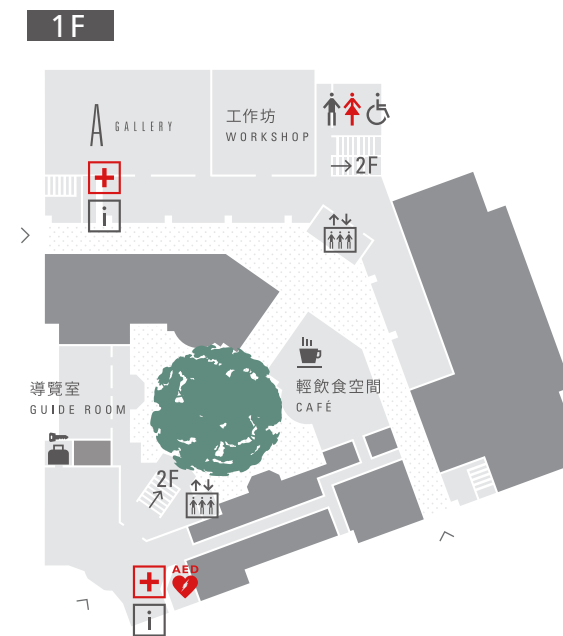 1F
A GALLERY
工作坊
WORKSHOP
→2F
i
導覽室
GUIDE ROOM
輕飲食空間
CAFÉ
2F
AED
i